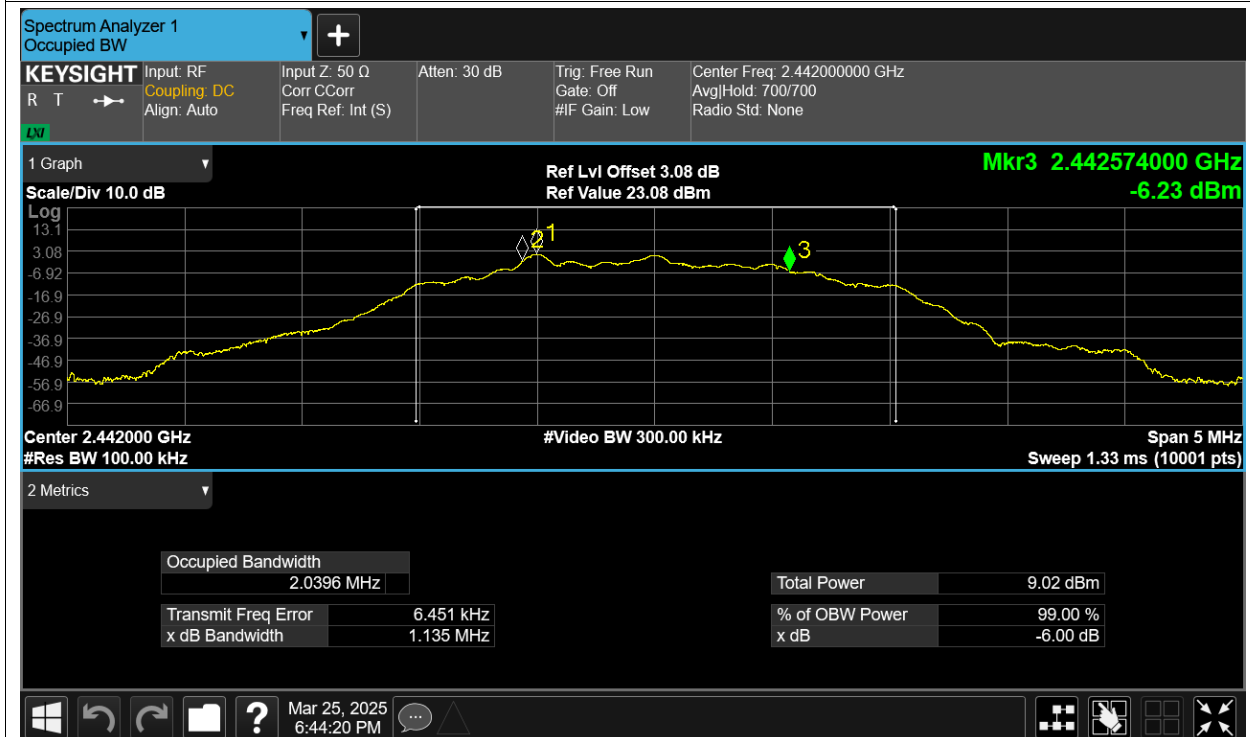 Spectrum Analyzer 1
Occupied BW
+
KEYSIGHT Input: RF Input Z: 50 Ω Atten: 30 dB Trig: Free Run Center Freq: 2.442000000 GHz
R T Coupling: DC Corr CCorr Gate: Off Avg|Hold: 700/700
Align: Auto Freq Ref: Int (S) #IF Gain: Low Radio Std: None
LXI
1 Graph Ref Lvl Offset 3.08 dB Mkr3 2.442574000 GHz
Scale/Div 10.0 dB Ref Value 23.08 dBm -6.23 dBm
Log
13.1
2 1
3.08
3
-6.92
-16.9
-26.9
-36.9
-46.9
-56.9
-66.9
Center 2.442000 GHz #Video BW 300.00 kHz Span 5 MHz
#Res BW 100.00 kHz Sweep 1.33 ms (10001 pts)
2 Metrics
Occupied Bandwidth
2.0396 MHz Total Power 9.02 dBm
Transmit Freq Error 6.451 kHz % of OBW Power 99.00 %
x dB Bandwidth 1.135 MHz x dB -6.00 dB
? Mar 25, 2025
6:44:20 PM